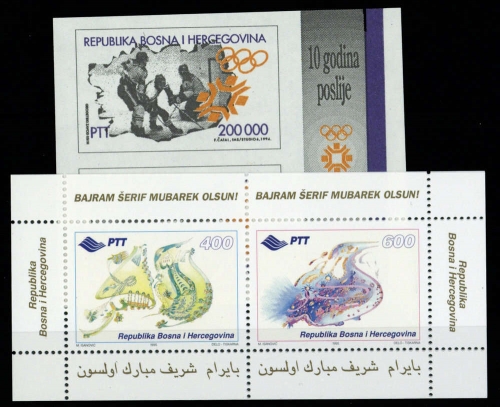 REPUBLIKA BOSNA I HERCEGOVINA
10 godina
poslije
PTT
200 000
BAJRAM ŠERIF MUBAREK OLSUN!
BAJRAM ŠERIF MUBAREK OLSUN!
Republika
Bosna i Hercegovina
PTT
400
Republika Bosna i Hercegovina
PTT
600
Republika Bosna i Hercegovina
Republika
Bosna i Hercegovina
بايرام شريف مبارك اولسون
بايرام شريف مبارك اولسون